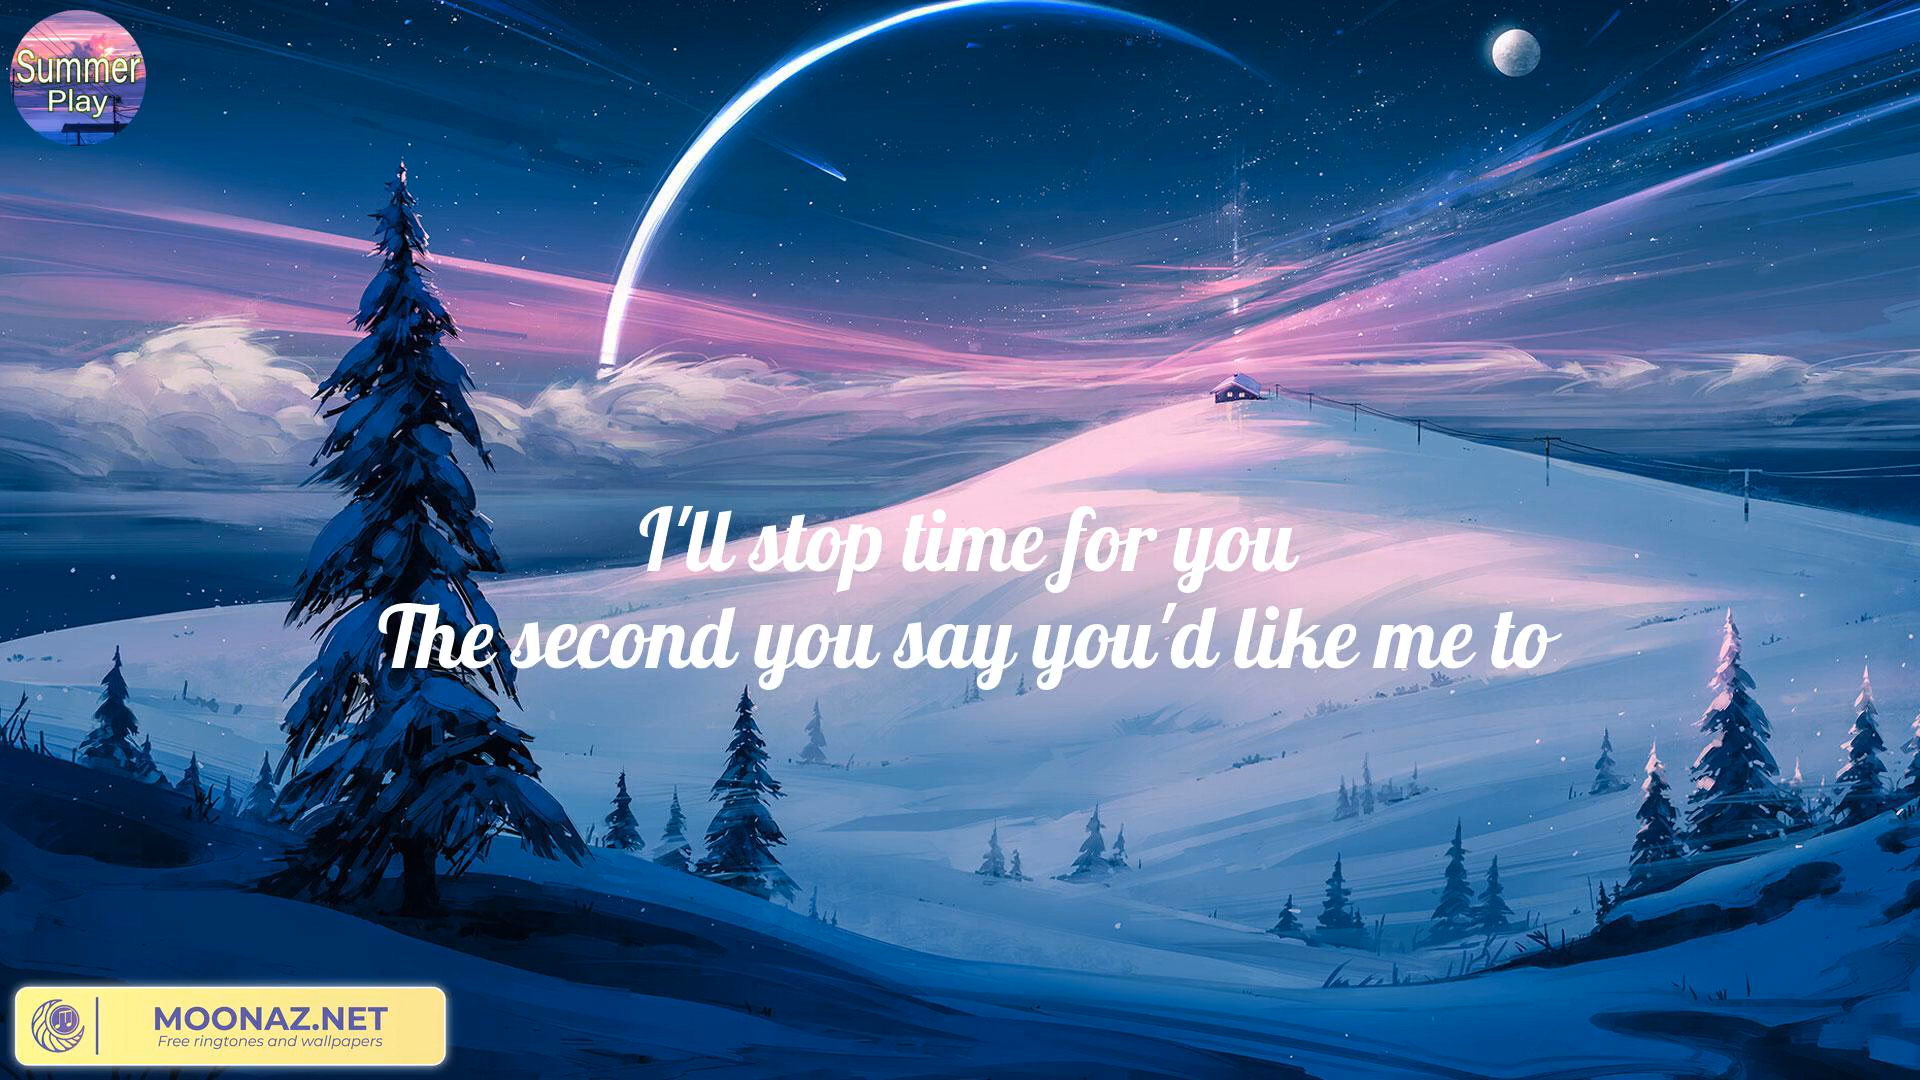 Summer
Play
I'll stop time for you
The second you say you'd like me to
MOONAZ.NET
Free ringtones and wallpapers